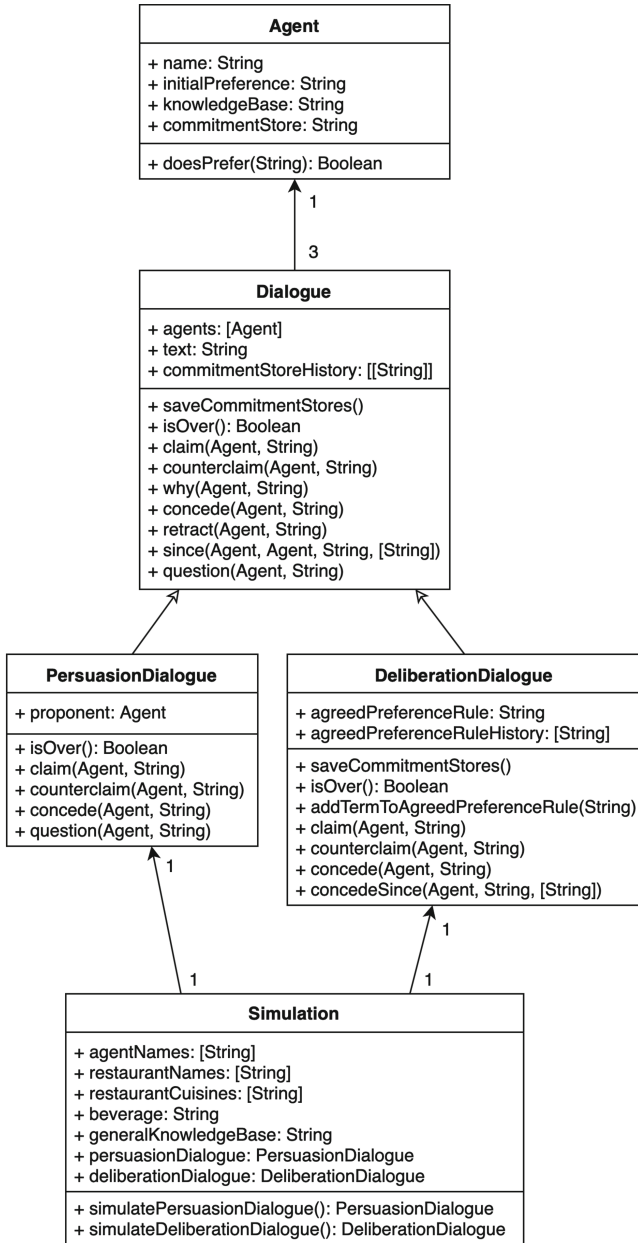 Agent
+ name: String
+ initialPreference: String
+ knowledgeBase: String
+ commitmentStore: String
+ doesPrefer(String): Boolean
1
3
Dialogue
+ agents: [Agent]
+ text: String
+ commitmentStoreHistory: [[String]]
+ saveCommitmentStores()
+ isOver(): Boolean
+ claim(Agent, String)
+ counterclaim(Agent, String)
+ why(Agent, String)
+ concede(Agent, String)
+ retract(Agent, String)
+ since(Agent, Agent, String, [String])
+ question(Agent, String)
PersuasionDialogue
+ proponent: Agent
+ isOver(): Boolean
+ claim(Agent, String)
+ counterclaim(Agent, String)
+ concede(Agent, String)
+ question(Agent, String)
DeliberationDialogue
+ agreedPreferenceRule: String
+ agreedPreferenceRuleHistory: [String]
+ saveCommitmentStores()
+ isOver(): Boolean
+ addTermToAgreedPreferenceRule(String)
+ claim(Agent, String)
+ counterclaim(Agent, String)
+ concede(Agent, String)
+ concedeSince(Agent, String, [String])
1
1
1
1
Simulation
+ agentNames: [String]
+ restaurantNames: [String]
+ restaurantCuisines: [String]
+ beverage: String
+ generalKnowledgeBase: String
+ persuasionDialogue: PersuasionDialogue
+ deliberationDialogue: DeliberationDialogue
+ simulatePersuasionDialogue(): PersuasionDialogue
+ simulateDeliberationDialogue(): DeliberationDialogue